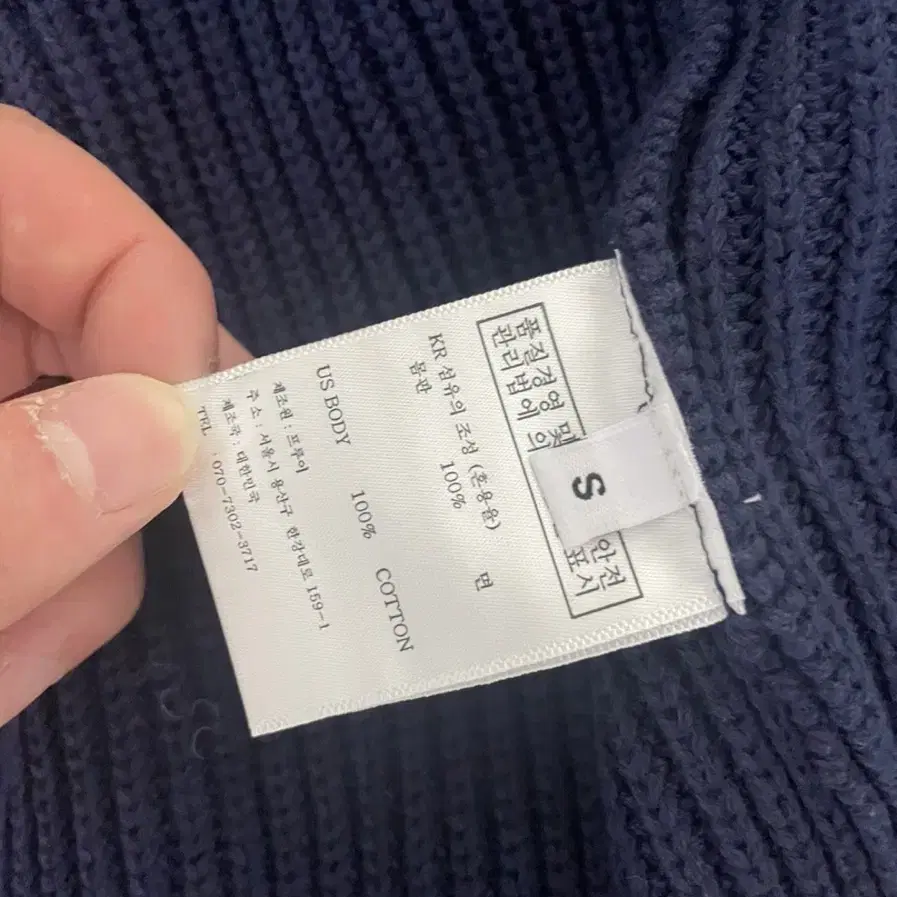 품질경영 및 안전
관리법에 의 표시
S
KR 섬유의 조성 (혼용율)
몸판 100% 면
US BODY 100% COTTON
제조원 : 프루이
주소 : 서울시 용산구 한강대로 159-1
제조국 : 대한민국
TEL : 070-7302-3717